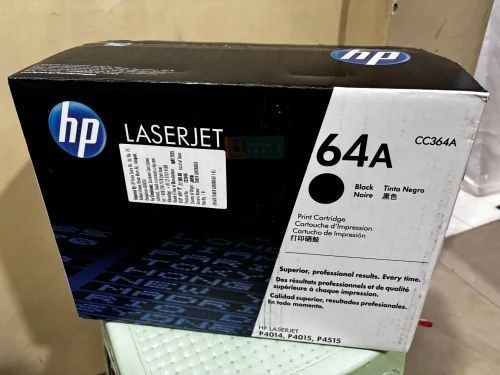 hp
hp
LASERJET
64A
CC364A
Black Tinta Negra
Noire 黑色
Print Cartridge
Cartouche d'Impression
Cartucho de Impresión
打印硒鼓
Superior, professional results. Every time.
Des résultats professionnels et de qualité
supérieure à chaque impression.
Calidad superior, resultados profesionales.
En todo momento.
HP LASERJET
P4014, P4015, P4515